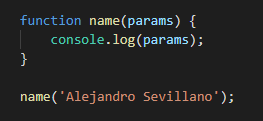 function name(params) {
    console.log(params);
}

name('Alejandro Sevillano');